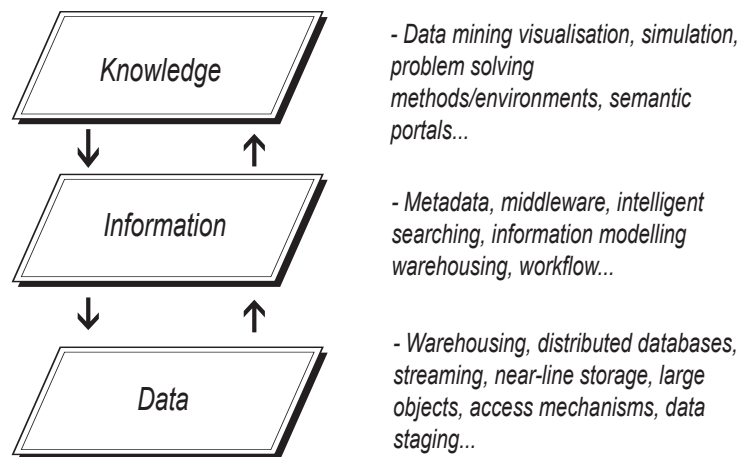 Knowledge
- Data mining visualisation, simulation,
problem solving
methods/environments, semantic
portals...
Information
- Metadata, middleware, intelligent
searching, information modelling
warehousing, workflow...
Data
- Warehousing, distributed databases,
streaming, near-line storage, large
objects, access mechanisms, data
staging...